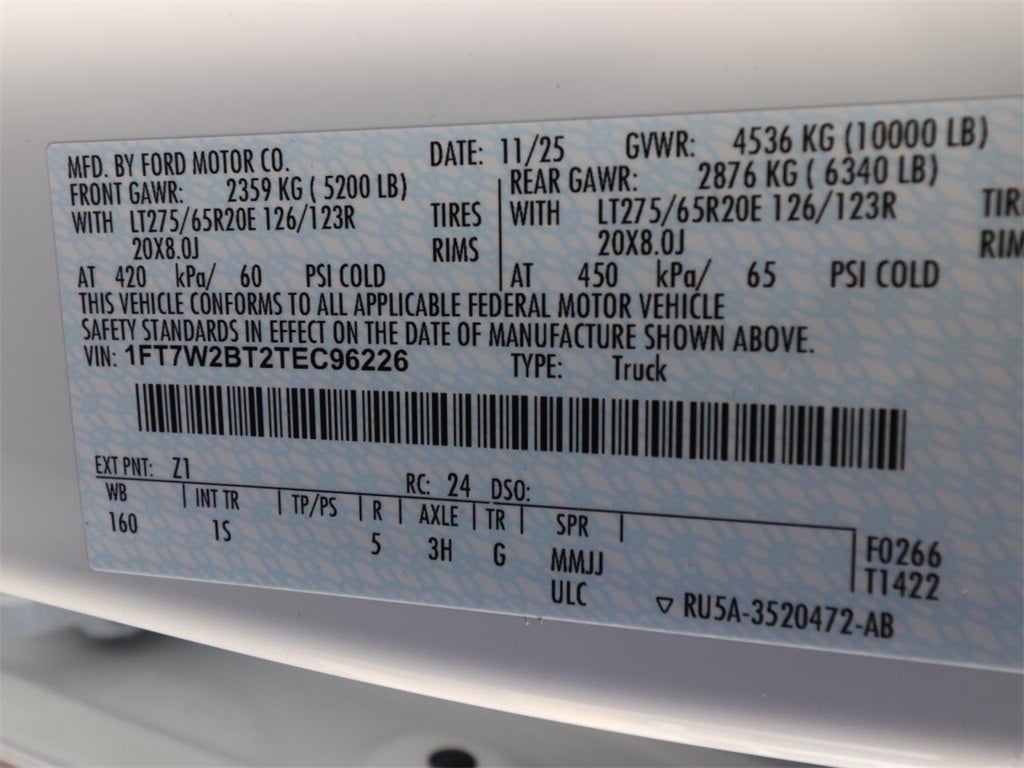 MFD. BY FORD MOTOR CO. DATE: 11/25 GVWR: 4536 KG (10000 LB)
FRONT GAWR: 2359 KG ( 5200 LB) REAR GAWR: 2876 KG ( 6340 LB)
WITH LT275/65R20E 126/123R TIRES WITH LT275/65R20E 126/123R
20X8.0J RIMS 20X8.0J
AT 420 kPa/ 60 PSI COLD AT 450 kPa/ 65 PSI COLD
THIS VEHICLE CONFORMS TO ALL APPLICABLE FEDERAL MOTOR VEHICLE
SAFETY STANDARDS IN EFFECT ON THE DATE OF MANUFACTURE SHOWN ABOVE.
VIN: 1FT7W2BT2TEC96226 TYPE: Truck
EXT PNT: Z1 RC: 24 DSO:
WB INT TR TP/PS R AXLE TR SPR
160 1S 5 3H G MMJJ F0266
ULC T1422
▽ RU5A-3520472-AB